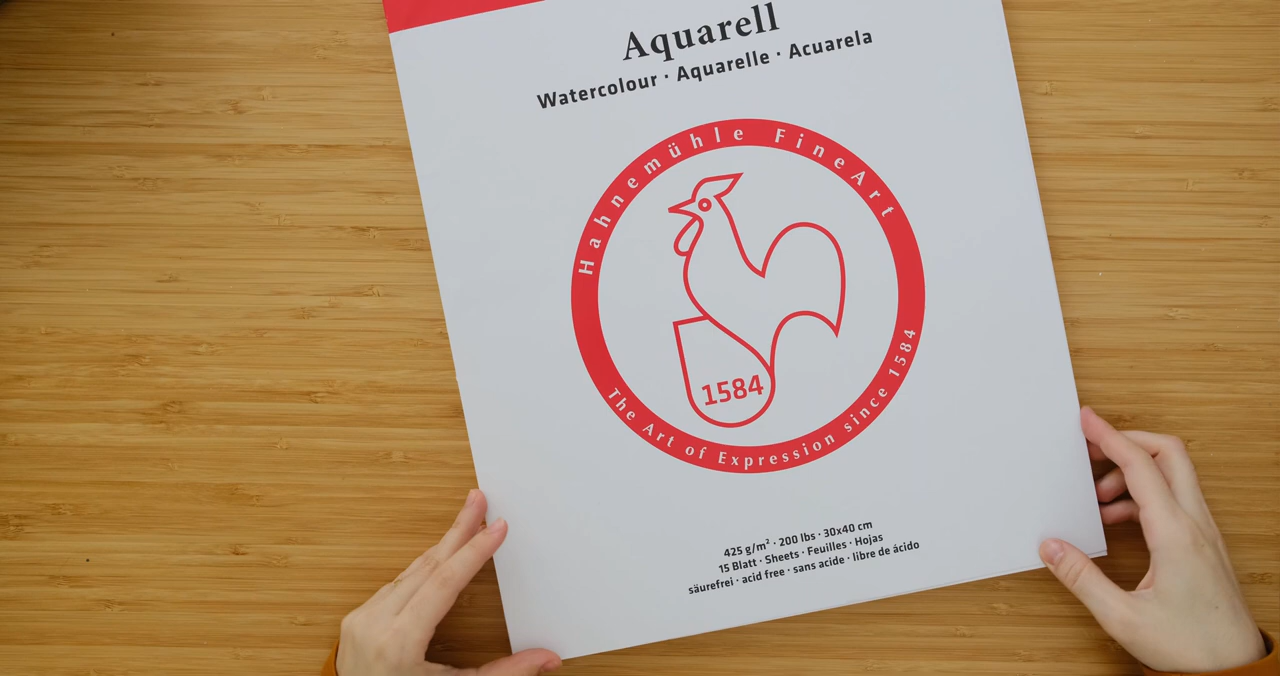 Aquarell
Watercolour · Aquarelle · Acuarela
Hahnemühle FineArt
1584
The Art of Expression since 1584
425 g/m² · 200 lbs · 30x40 cm
15 Blatt · Sheets · Feuilles · Hojas
säurefrei · acid free · sans acide · libre de ácido